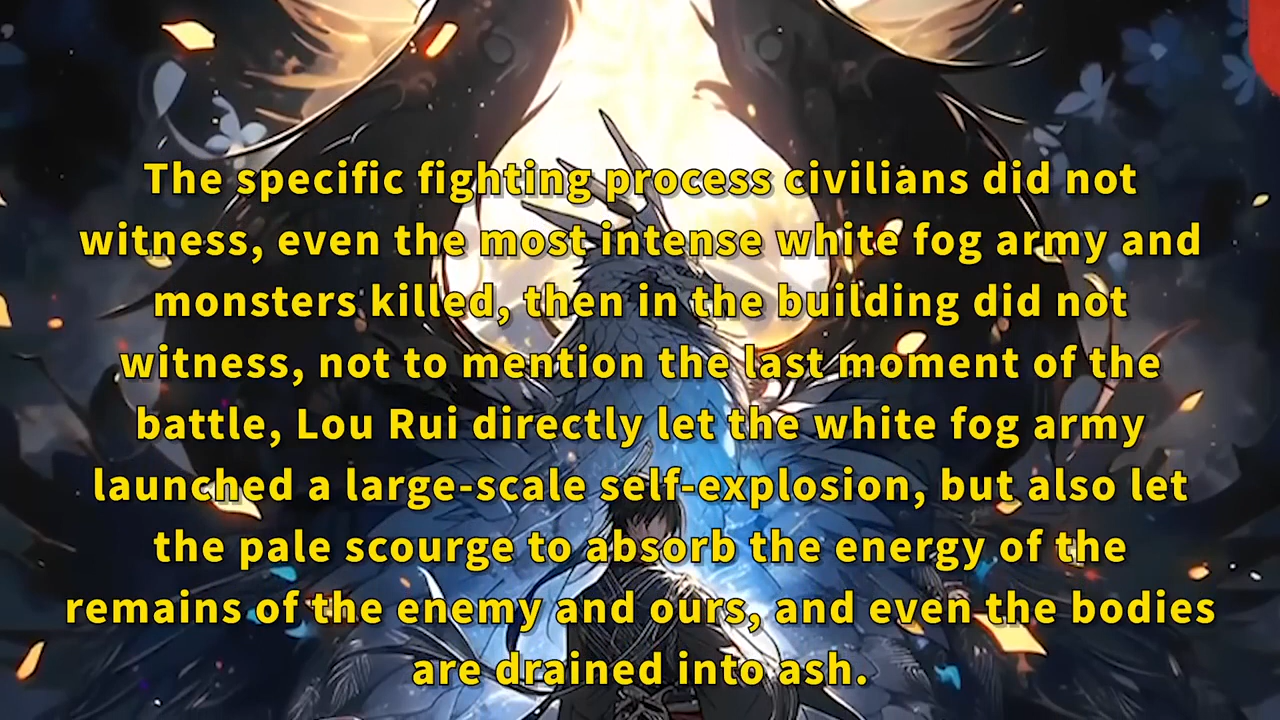 The specific fighting process civilians did not
witness, even the most intense white fog army and
monsters killed, then in the building did not
witness, not to mention the last moment of the
battle, Lou Rui directly let the white fog army
launched a large-scale self-explosion, but also let
the pale scourge to absorb the energy of the
remains of the enemy and ours, and even the bodies
are drained into ash.